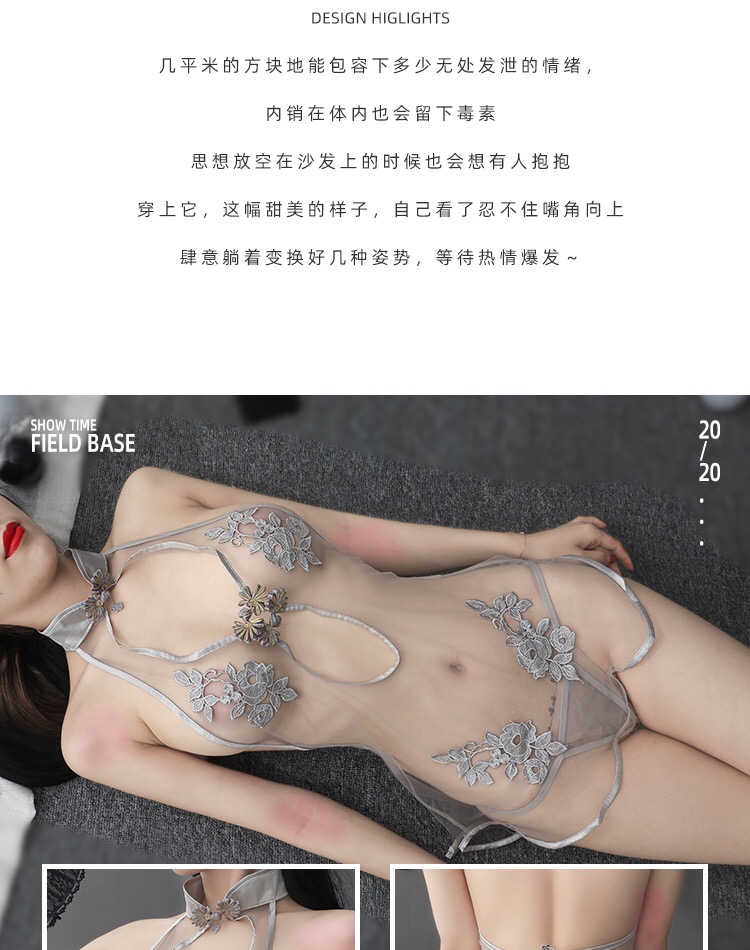 DESIGN HIGLIGHTS
几平米的方块地能包容下多少无处发泄的情绪，
内销在体内也会留下毒素
思想放空在沙发上的时候也会想有人抱抱
穿上它，这幅甜美的样子，自己看了忍不住嘴角向上
肆意躺着变换好几种姿势，等待热情爆发~
SHOW TIME
FIELD BASE
20
/
20
.
.
.